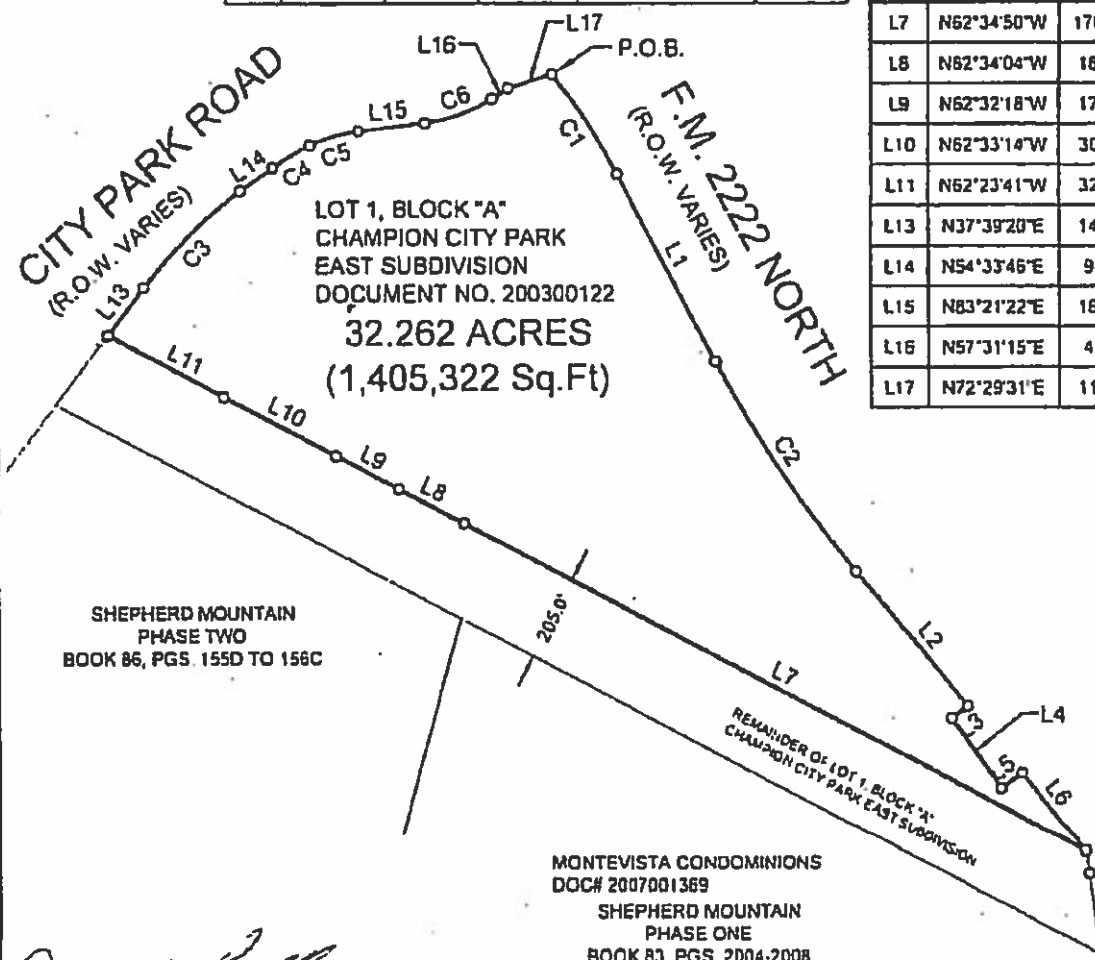 L7 N62°34'50"W
L8 N62°34'04"W
L9 N62°32'18"W
L10 N62°33'14"W
L11 N62°23'41"W
L13 N37°39'20"E
L14 N54°33'46"E
L15 N83°21'22"E
L16 N57°31'15"E
L17 N72°29'31"E
L17
L16
P.O.B.
C6
L15
C5
C4
L14
C3
L13
C1
L1
C2
L2
L3
L4
L5
L6
L7
L8
L9
L10
L11
CITY PARK ROAD
(R.O.W. VARIES)
F.M. 2222 NORTH
(R.O.W. VARIES)
LOT 1, BLOCK "A"
CHAMPION CITY PARK
EAST SUBDIVISION
DOCUMENT NO. 200300122
32.262 ACRES
(1,405,322 Sq.Ft)
205.0'
SHEPHERD MOUNTAIN
PHASE TWO
BOOK 86, PGS. 155D TO 156C
REMAINDER OF LOT 1, BLOCK "A"
CHAMPION CITY PARK EAST SUBDIVISION
MONTEVISTA CONDOMINIONS
DOC# 2007001369
SHEPHERD MOUNTAIN
PHASE ONE
BOOK 83, PGS. 200A-200B